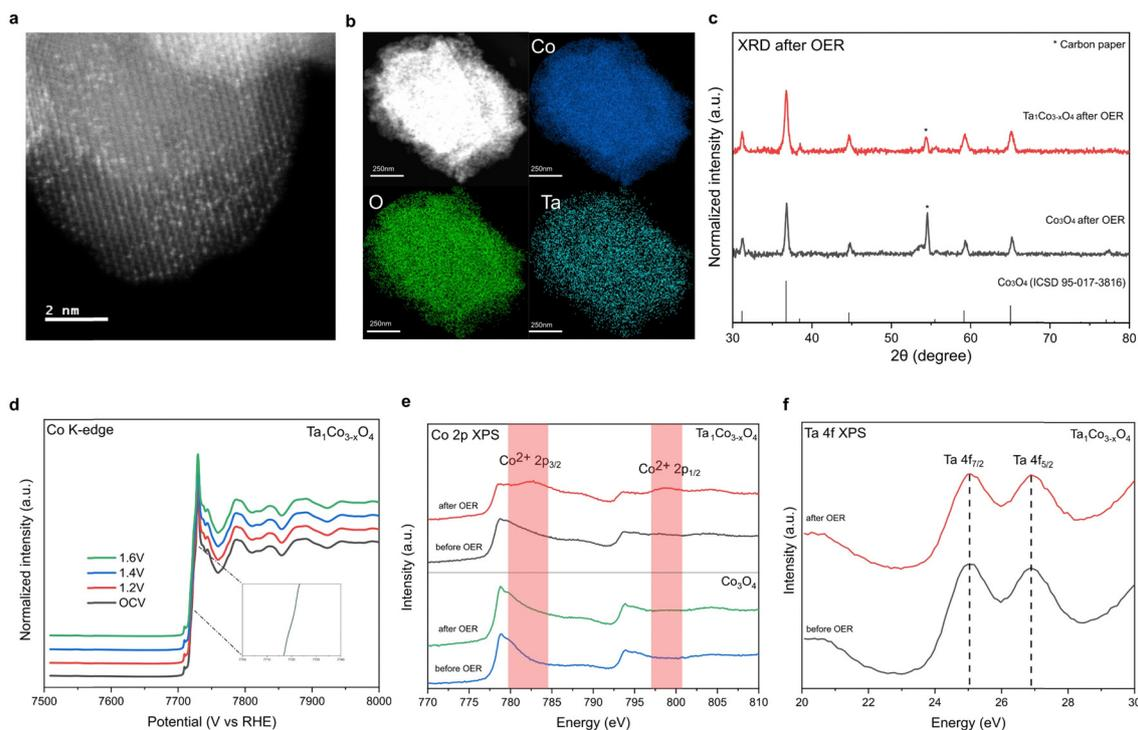 a
2 nm
b
Co
250nm
O
Ta
250nm
250nm
c
XRD after OER
* Carbon paper
Normalized intensity (a.u.)
Ta₁Co₃₋ₓO₄ after OER
*
Co₃O₄ after OER
*
Co₃O₄ (ICSD 95-017-3816)
30 40 50 60 70 80
2θ (degree)
d
Co K-edge
Ta₁Co₃₋ₓO₄
Normalized intensity (a.u.)
1.6V
1.4V
1.2V
OCV
7500 7600 7700 7800 7900 8000
Potential (V vs RHE)
e
Co 2p XPS
Ta₁Co₃₋ₓO₄
Co²⁺ 2p₃/₂
Co²⁺ 2p₁/₂
Intensity (a.u.)
after OER
before OER
Co₃O₄
after OER
before OER
770 775 780 785 790 795 800 805 810
Energy (eV)
f
Ta 4f XPS
Ta₁Co₃₋ₓO₄
Ta 4f₇/₂
Ta 4f₅/₂
Intensity (a.u.)
after OER
before OER
20 22 24 26 28 30
Energy (eV)